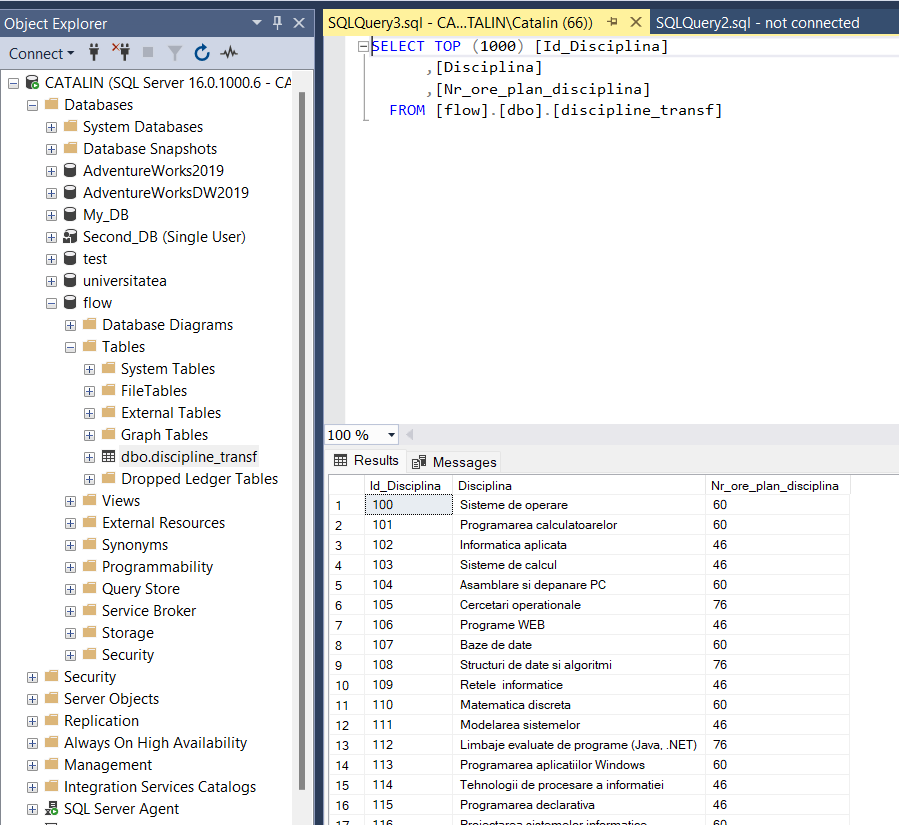 Object Explorer
Connect
CATALIN (SQL Server 16.0.1000.6 - CA
Databases
System Databases
Database Snapshots
AdventureWorks2019
AdventureWorksDW2019
My_DB
Second_DB (Single User)
test
universitatea
flow
Database Diagrams
Tables
System Tables
FileTables
External Tables
Graph Tables
dbo.discipline_transf
Dropped Ledger Tables
Views
External Resources
Synonyms
Programmability
Query Store
Service Broker
Storage
Security
Security
Server Objects
Replication
Always On High Availability
Management
Integration Services Catalogs
SQL Server Agent
SQLQuery3.sql - CA...TALIN\Catalin (66)) SQLQuery2.sql - not connected
SELECT TOP (1000) [Id_Disciplina]
,[Disciplina]
,[Nr_ore_plan_disciplina]
FROM [flow].[dbo].[discipline_transf]
100 %
Results Messages
Id_Disciplina Disciplina Nr_ore_plan_disciplina
1 100 Sisteme de operare 60
2 101 Programarea calculatoarelor 60
3 102 Informatica aplicata 46
4 103 Sisteme de calcul 46
5 104 Asamblare si depanare PC 60
6 105 Cercetari operationale 76
7 106 Programe WEB 46
8 107 Baze de date 60
9 108 Structuri de date si algoritmi 76
10 109 Retele informatice 46
11 110 Matematica discreta 60
12 111 Modelarea sistemelor 46
13 112 Limbaje evaluate de programe (Java, .NET) 76
14 113 Programarea aplicatiilor Windows 60
15 114 Tehnologii de procesare a informatiei 46
16 115 Programarea declarativa 46
17 116 Proiectarea sistemelor informatice 60